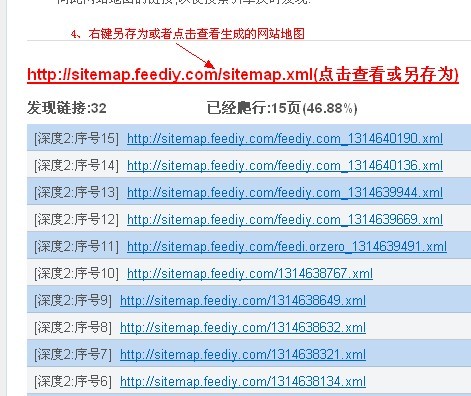 4、右键另存为或者点击查看生成的网站地图
http://sitemap.feediy.com/sitemap.xml(点击查看或另存为)
发现链接:32 已经爬行:15页(46.88%)
[深度2:序号15] http://sitemap.feediy.com/feediy.com_1314640190.xml
[深度2:序号14] http://sitemap.feediy.com/feediy.com_1314640136.xml
[深度2:序号13] http://sitemap.feediy.com/feediy.com_1314639944.xml
[深度2:序号12] http://sitemap.feediy.com/feediy.com_1314639669.xml
[深度2:序号11] http://sitemap.feediy.com/feedi.orzero_1314639491.xml
[深度2:序号10] http://sitemap.feediy.com/1314638767.xml
[深度2:序号9] http://sitemap.feediy.com/1314638649.xml
[深度2:序号8] http://sitemap.feediy.com/1314638632.xml
[深度2:序号7] http://sitemap.feediy.com/1314638321.xml
[深度2:序号6] http://sitemap.feediy.com/1314638134.xml